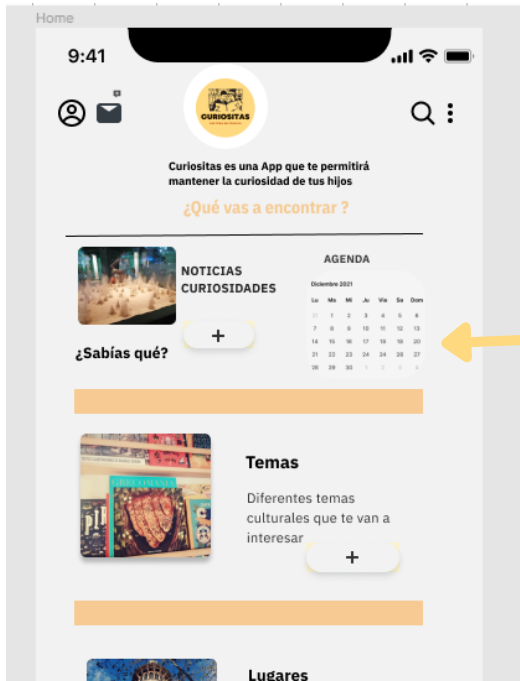 Home
9:41
CURIOSITAS
Curiositas es una App que te permitirá
mantener la curiosidad de tus hijos
¿Qué vas a encontrar ?
NOTICIAS
CURIOSIDADES
+
¿Sabías qué?
AGENDA
Diciembre 2021
Lu Ma Mi Ju Vie Sa Dom
31 1 2 3 4 5 6
7 8 9 10 11 12 13
14 15 16 17 18 19 20
21 22 23 24 24 26 27
28 29 30 1 2 3 4
GRECOMANIA
Temas
Diferentes temas
culturales que te van a
interesar
+
Lugares